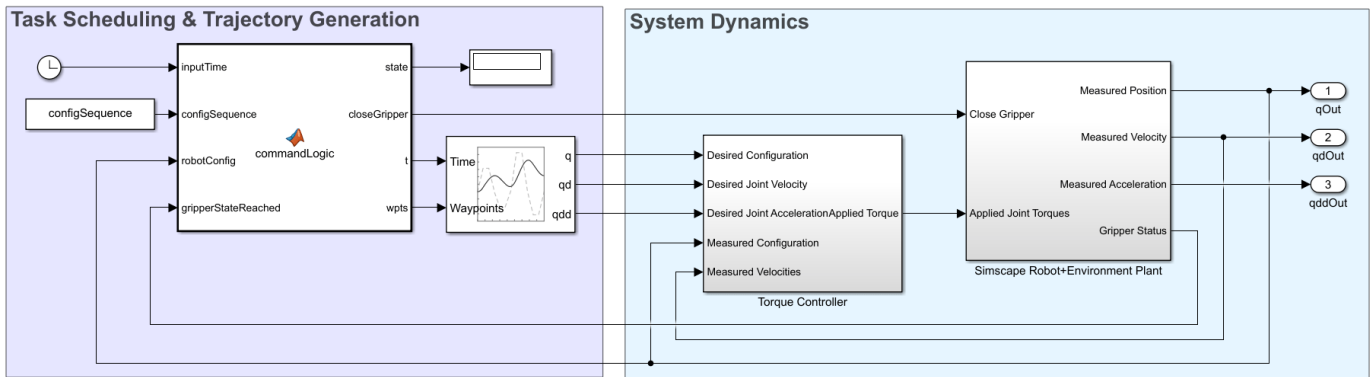 Task Scheduling & Trajectory Generation
System Dynamics
inputTime
state
configSequence
configSequence
closeGripper
commandLogic
robotConfig
t
gripperStateReached
wpts
Time
q
qd
Waypoints
qdd
Desired Configuration
Desired Joint Velocity
Desired Joint Acceleration
Applied Torque
Measured Configuration
Measured Velocities
Torque Controller
Close Gripper
Measured Position
Measured Velocity
Measured Acceleration
Applied Joint Torques
Gripper Status
Simscape Robot+Environment Plant
1
qOut
2
qdOut
3
qddOut